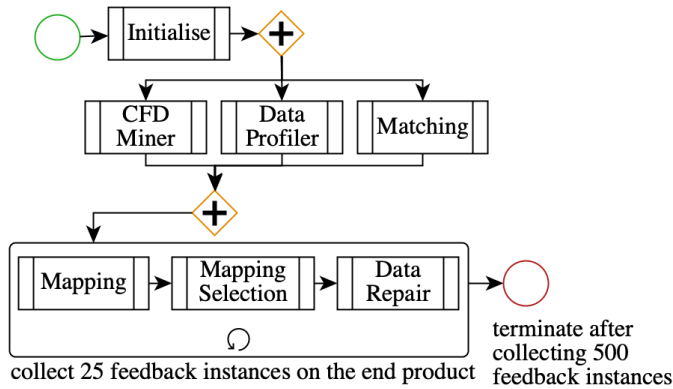 Initialise
CFD
Miner
Data
Profiler
Matching
Mapping
Mapping
Selection
Data
Repair
collect 25 feedback instances on the end product
terminate after
collecting 500
feedback instances